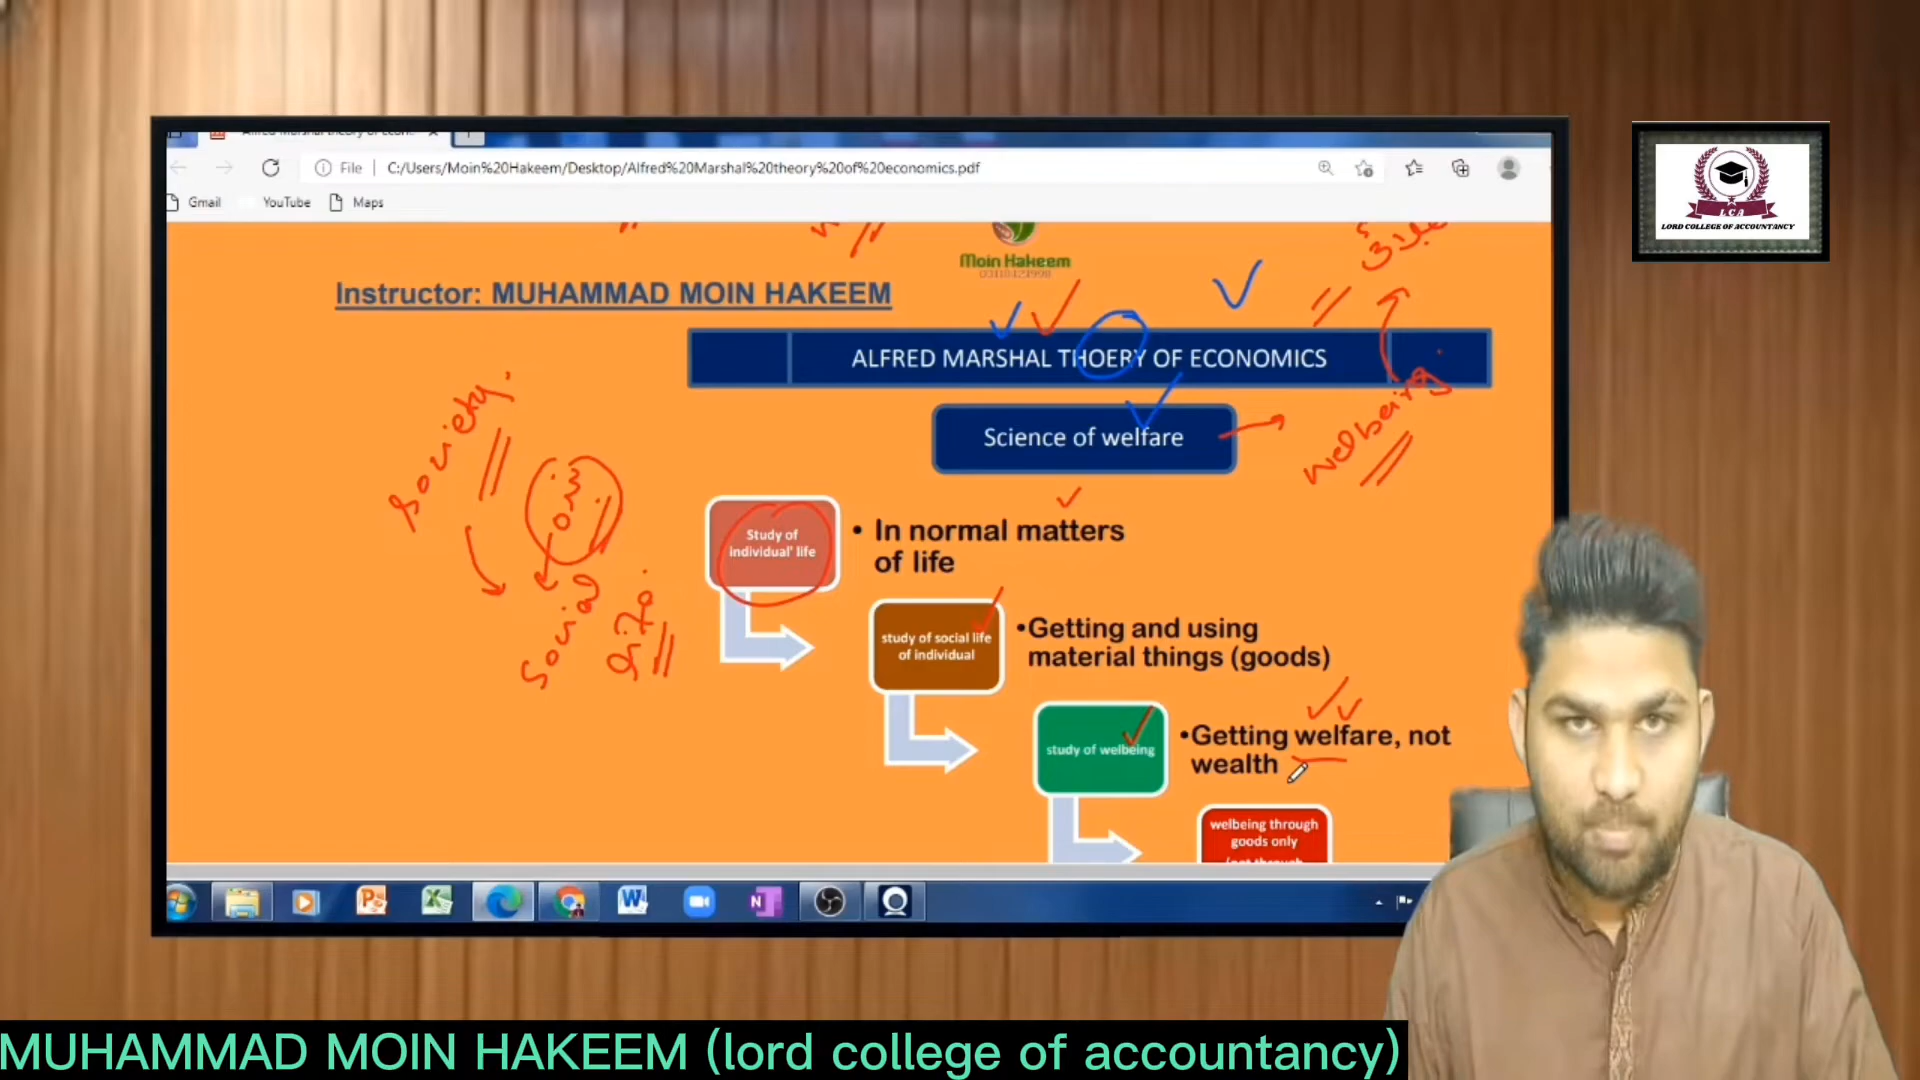 File | C:/Users/Moin%20Hakeem/Desktop/Alfred%20Marshal%20theory%20of%20economics.pdf
Gmail YouTube Maps
LCA
LORD COLLEGE OF ACCOUNTANCY
Moin Hakeem
Instructor: MUHAMMAD MOIN HAKEEM
ALFRED MARSHAL THOERY OF ECONOMICS
Science of welfare
welbeing
society
social
Study of
individual' life
• In normal matters
of life
study of social life
of individual
•Getting and using
material things (goods)
study of welbeing
•Getting welfare, not
wealth
welbeing through
goods only
MUHAMMAD MOIN HAKEEM (lord college of accountancy)